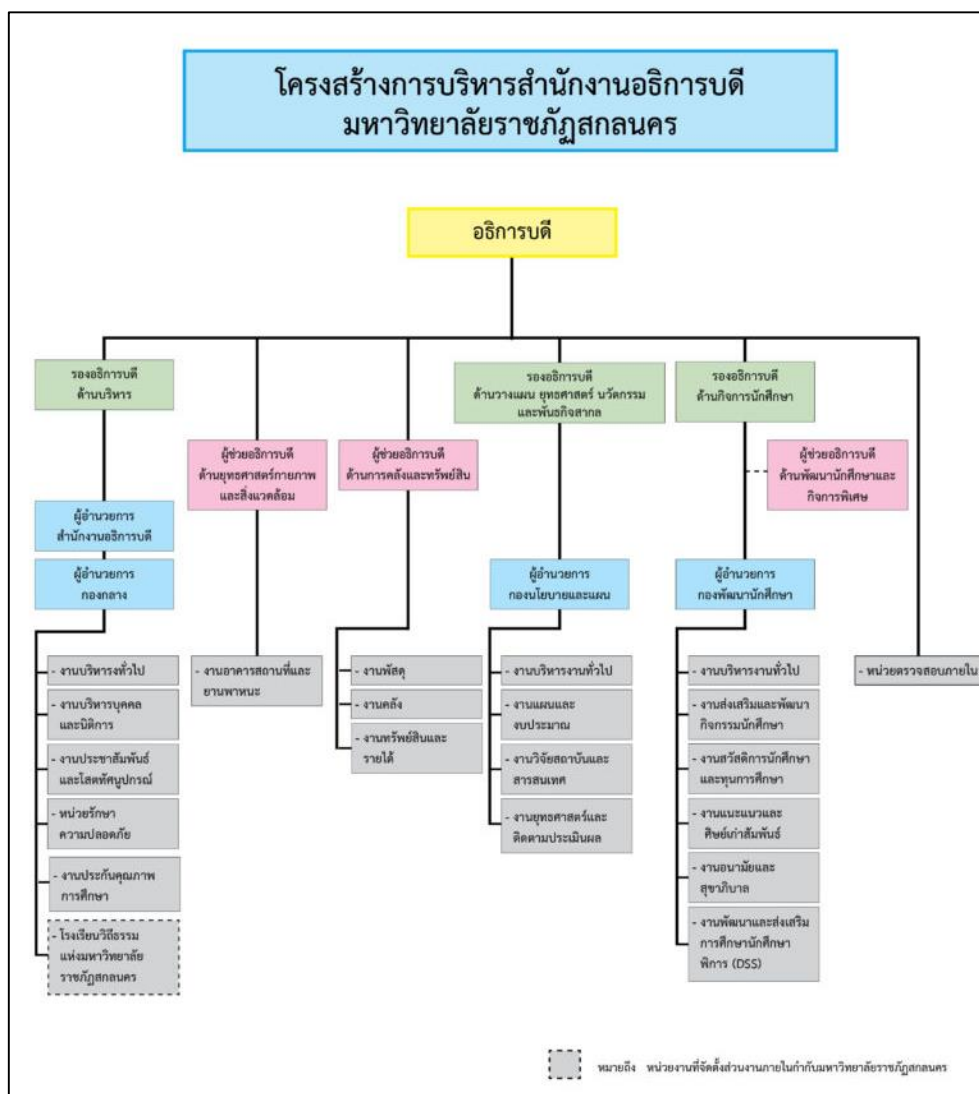 โครงสร้างการบริหารสำนักงานอธิการบดี
มหาวิทยาลัยราชภัฏสกลนคร
อธิการบดี
รองอธิการบดี
ด้านบริหาร
รองอธิการบดี
ด้านวางแผน ยุทธศาสตร์ นวัตกรรม
และพันธกิจสากล
รองอธิการบดี
ด้านกิจการนักศึกษา
ผู้ช่วยอธิการบดี
ด้านยุทธศาสตร์กายภาพ
และสิ่งแวดล้อม
ผู้ช่วยอธิการบดี
ด้านการคลังและทรัพย์สิน
ผู้ช่วยอธิการบดี
ด้านพัฒนานักศึกษาและ
กิจการพิเศษ
ผู้อำนวยการ
สำนักงานอธิการบดี
ผู้อำนวยการ
กองกลาง
ผู้อำนวยการ
กองนโยบายและแผน
ผู้อำนวยการ
กองพัฒนานักศึกษา
- งานบริหารงทั่วไป
- งานบริหารบุคคล
และนิติการ
- งานประชาสัมพันธ์
และโสตทัศนูปกรณ์
- หน่วยรักษา
ความปลอดภัย
- งานประกันคุณภาพ
การศึกษา
- โรงเรียนวิถีธรรม
แห่งมหาวิทยาลัย
ราชภัฏสกลนคร
- งานอาคารสถานที่และ
ยานพาหนะ
- งานพัสดุ
- งานคลัง
- งานทรัพย์สินและ
รายได้
- งานบริหารงานทั่วไป
- งานแผนและ
งบประมาณ
- งานวิจัยสถาบันและ
สารสนเทศ
- งานยุทธศาสตร์และ
ติดตามประเมินผล
- งานบริหารงานทั่วไป
- งานส่งเสริมและพัฒนา
กิจกรรมนักศึกษา
- งานสวัสดิการนักศึกษา
และทุนการศึกษา
- งานแนะแนวและ
ศิษย์เก่าสัมพันธ์
- งานอนามัยและ
สุขาภิบาล
- งานพัฒนาและส่งเสริม
การศึกษานักศึกษา
พิการ (DSS)
- หน่วยตรวจสอบภายใน
หมายถึง หน่วยงานที่จัดตั้งส่วนงานภายในกำกับมหาวิทยาลัยราชภัฏสกลนคร